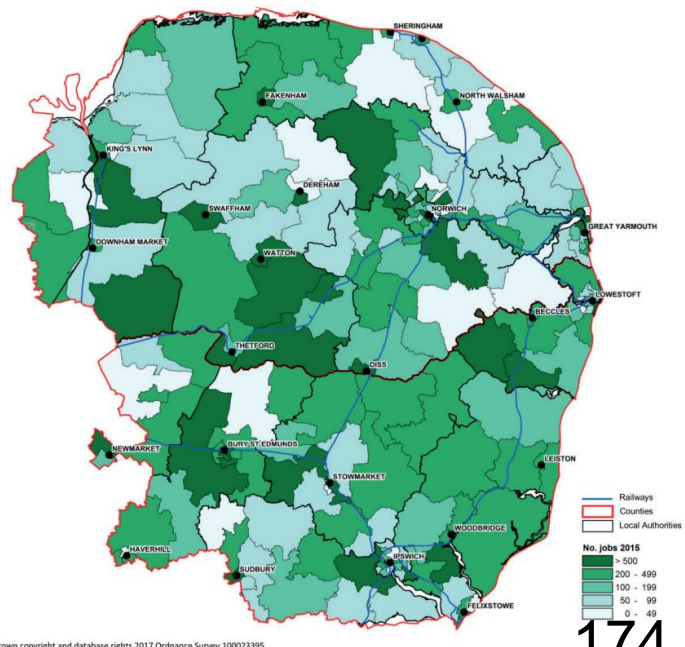 SHERINGHAM
NORTH WALSHAM
FAKENHAM
KING'S LYNN
DEREHAM
SWAFFHAM
NORWICH
GREAT YARMOUTH
DOWNHAM MARKET
WATTON
LOWESTOFT
BECCLES
THETFORD
DISS
NEWMARKET
BURY ST EDMUNDS
LEISTON
STOWMARKET
WOODBRIDGE
HAVERHILL
IPSWICH
SUDBURY
FELIXSTOWE
Railways
Counties
Local Authorities
No. jobs 2015
> 500
200 - 499
100 - 199
50 - 99
0 - 49
rown copyright and database rights 2017 Ordnance Survey 100023395
174